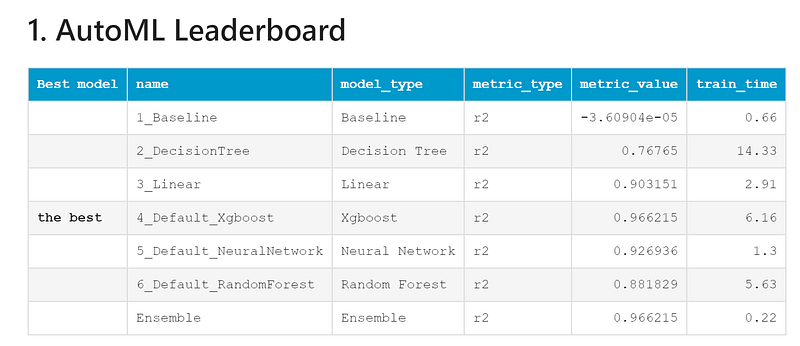 1. AutoML Leaderboard
Best model name model_type metric_type metric_value train_time
1_Baseline Baseline r2 -3.60904e-05 0.66
2_DecisionTree Decision Tree r2 0.76765 14.33
3_Linear Linear r2 0.903151 2.91
the best 4_Default_Xgboost Xgboost r2 0.966215 6.16
5_Default_NeuralNetwork Neural Network r2 0.926936 1.3
6_Default_RandomForest Random Forest r2 0.881829 5.63
Ensemble Ensemble r2 0.966215 0.22